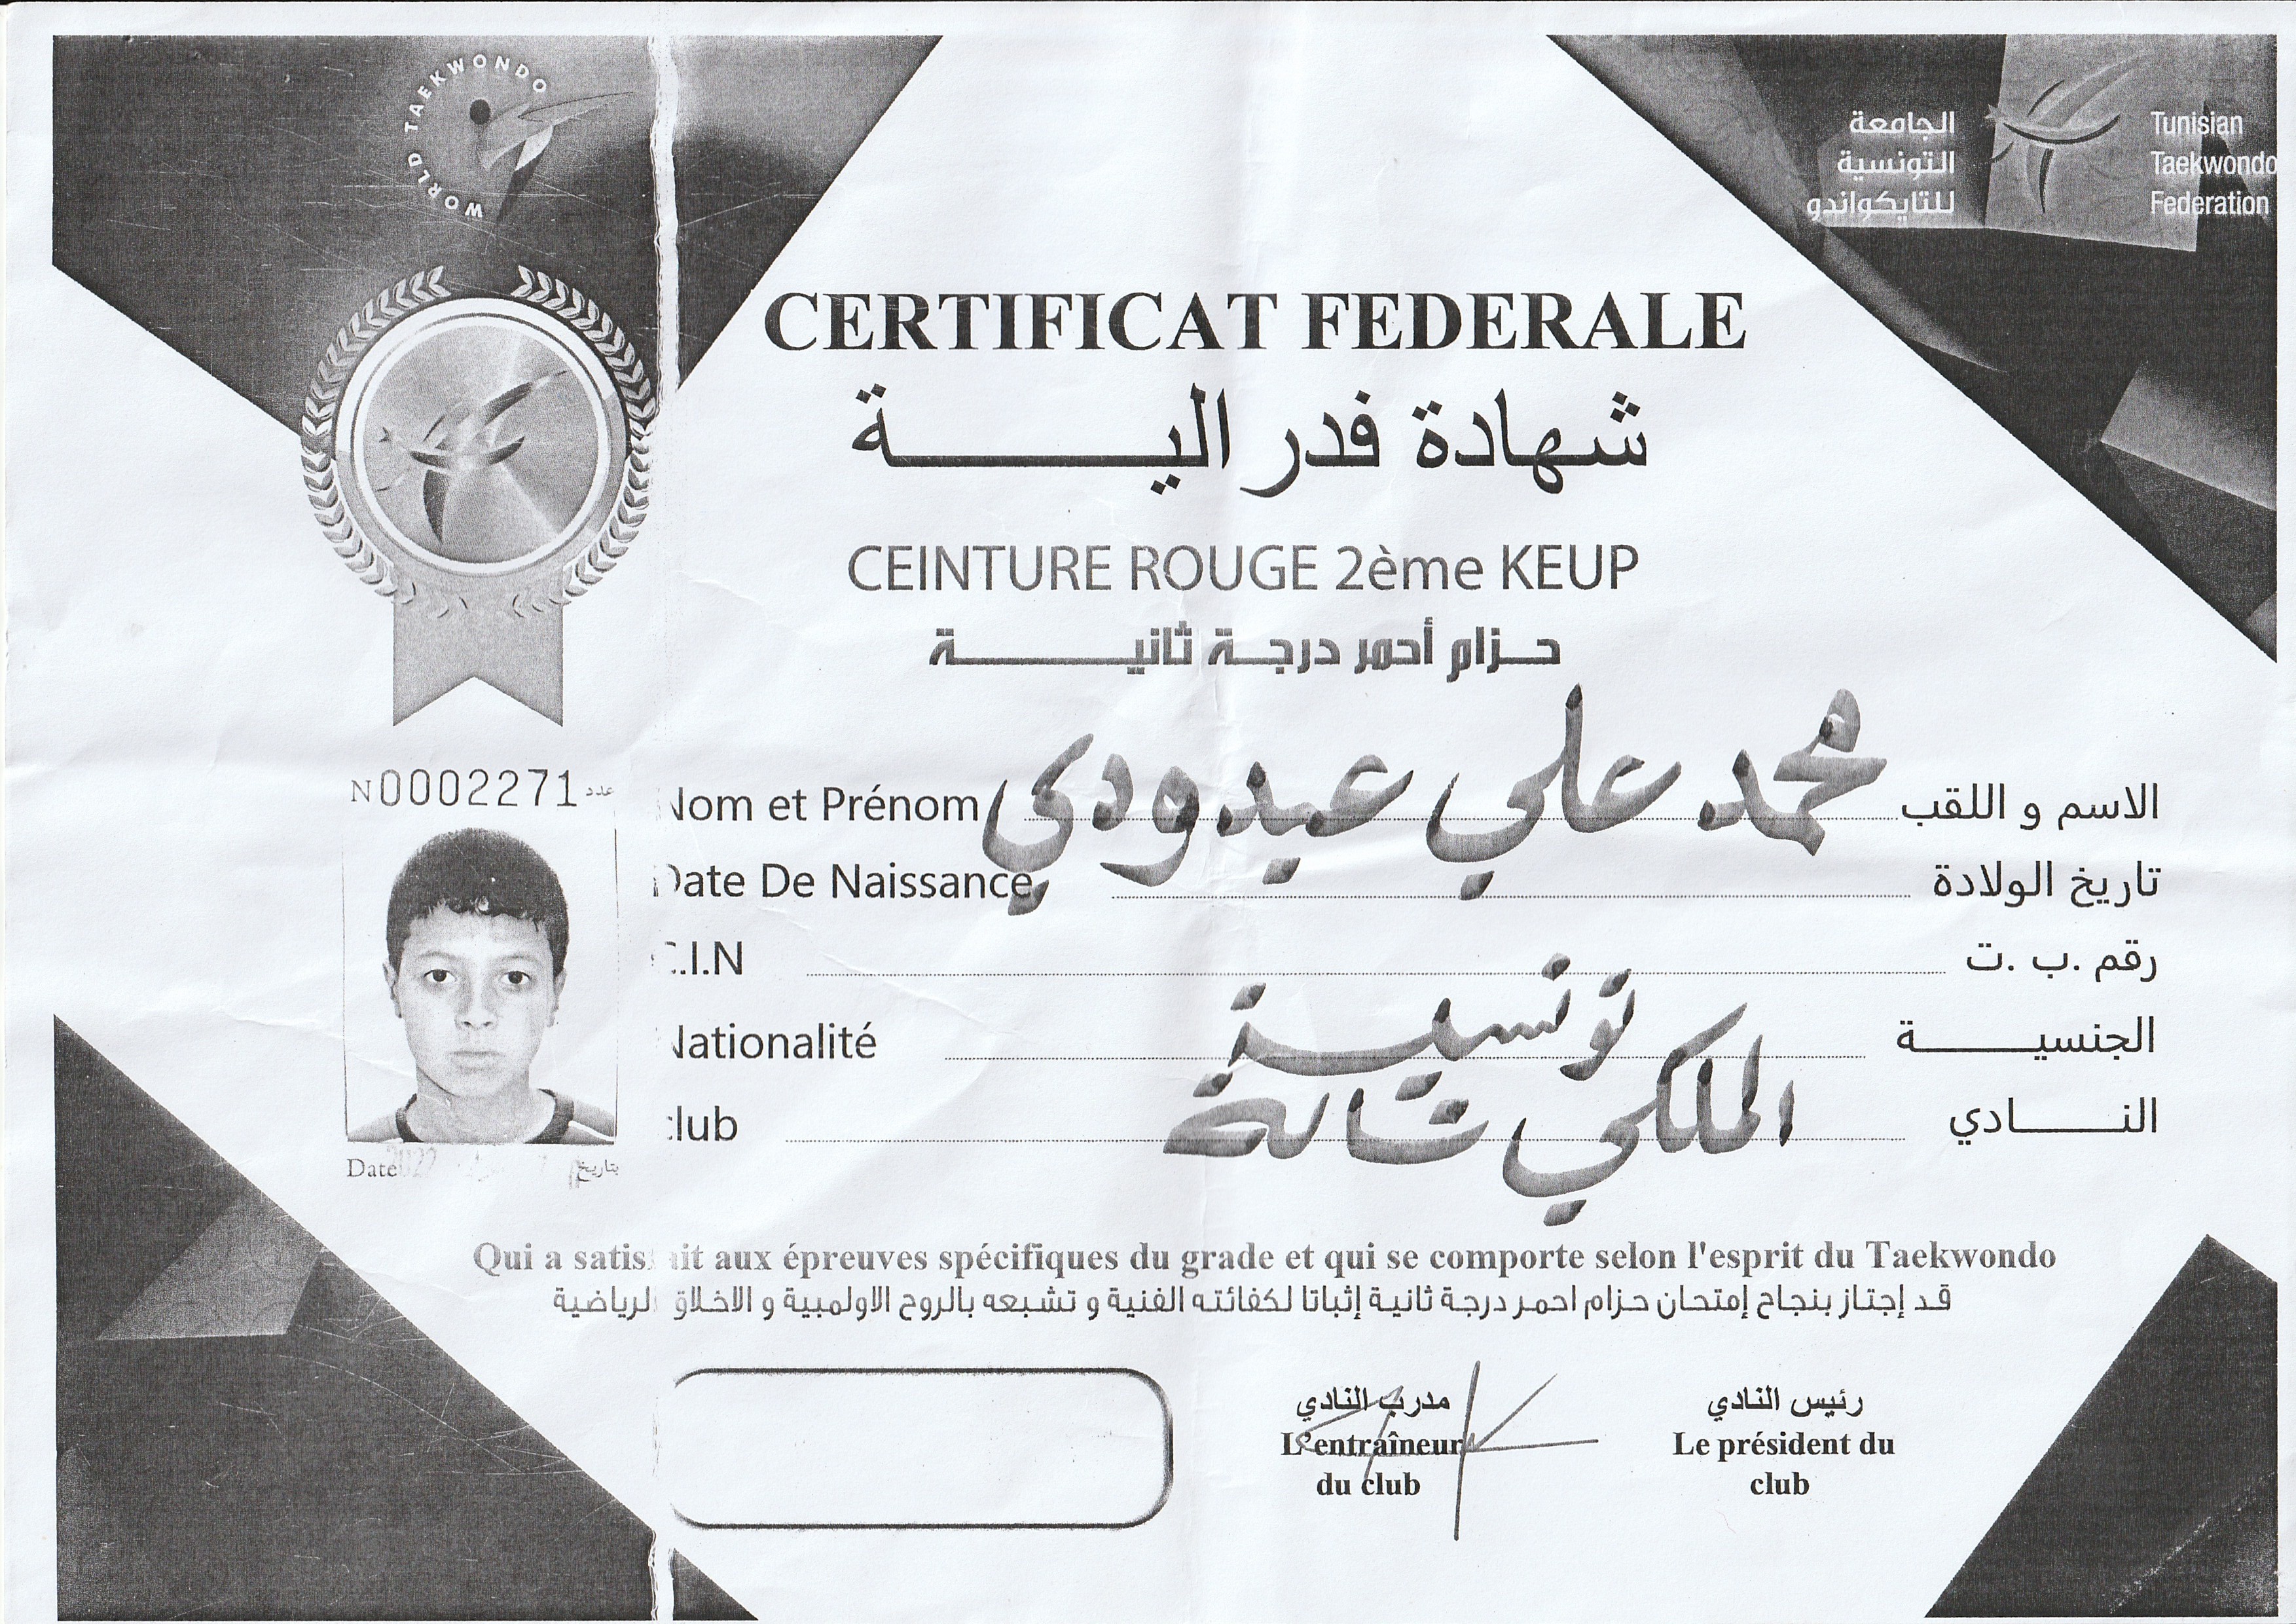 WORLD TAEKWONDO
الجامعة
التونسية
للتايكواندو
Tunisian
Taekwondo
Federation
CERTIFICAT FEDERALE
شهادة فدرالية
CEINTURE ROUGE 2ème KEUP
حزام أحمر درجة ثانية
N 0002271 عدد
Nom et Prénom محمد علي عيدودي الاسم و اللقب
Date De Naissance تاريخ الولادة
C.I.N رقم .ب .ت
Nationalité تونسية الجنسية
club الملكي تالة النادي
Date 2022 بتاريخ
Qui a satisfait aux épreuves spécifiques du grade et qui se comporte selon l'esprit du Taekwondo
قد إجتاز بنجاح إمتحان حزام احمر درجة ثانية إثباتا لكفائته الفنية و تشبعه بالروح الاولمبية و الاخلاق الرياضية
مدرب النادي
L'entraîneur
du club
رئيس النادي
Le président du
club